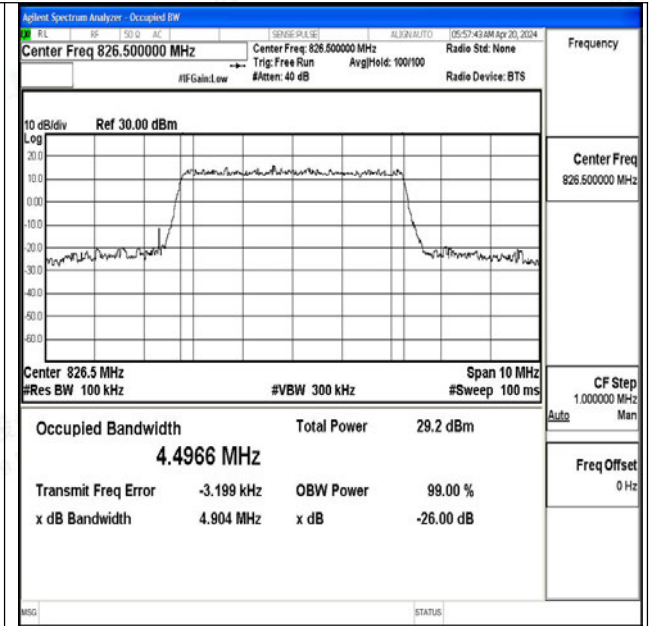 Agilent Spectrum Analyzer - Occupied BW
RL RF 50 Ω AC SENSE:PULSE ALIGN AUTO 05:57:43 AM Apr 20, 2024
Center Freq 826.500000 MHz
Center Freq: 826.500000 MHz
Radio Std: None
Trig: Free Run Avg|Hold: 100/100
#IFGain:Low #Atten: 40 dB Radio Device: BTS
Frequency
10 dB/div Ref 30.00 dBm
Log
20.0
10.0
0.00
-10.0
-20.0
-30.0
-40.0
-50.0
-60.0
Center 826.5 MHz Span 10 MHz
#Res BW 100 kHz #VBW 300 kHz #Sweep 100 ms
Occupied Bandwidth Total Power 29.2 dBm
4.4966 MHz
Transmit Freq Error -3.199 kHz OBW Power 99.00 %
x dB Bandwidth 4.904 MHz x dB -26.00 dB
Center Freq
826.500000 MHz
CF Step
1.000000 MHz
Auto Man
Freq Offset
0 Hz
MSG STATUS